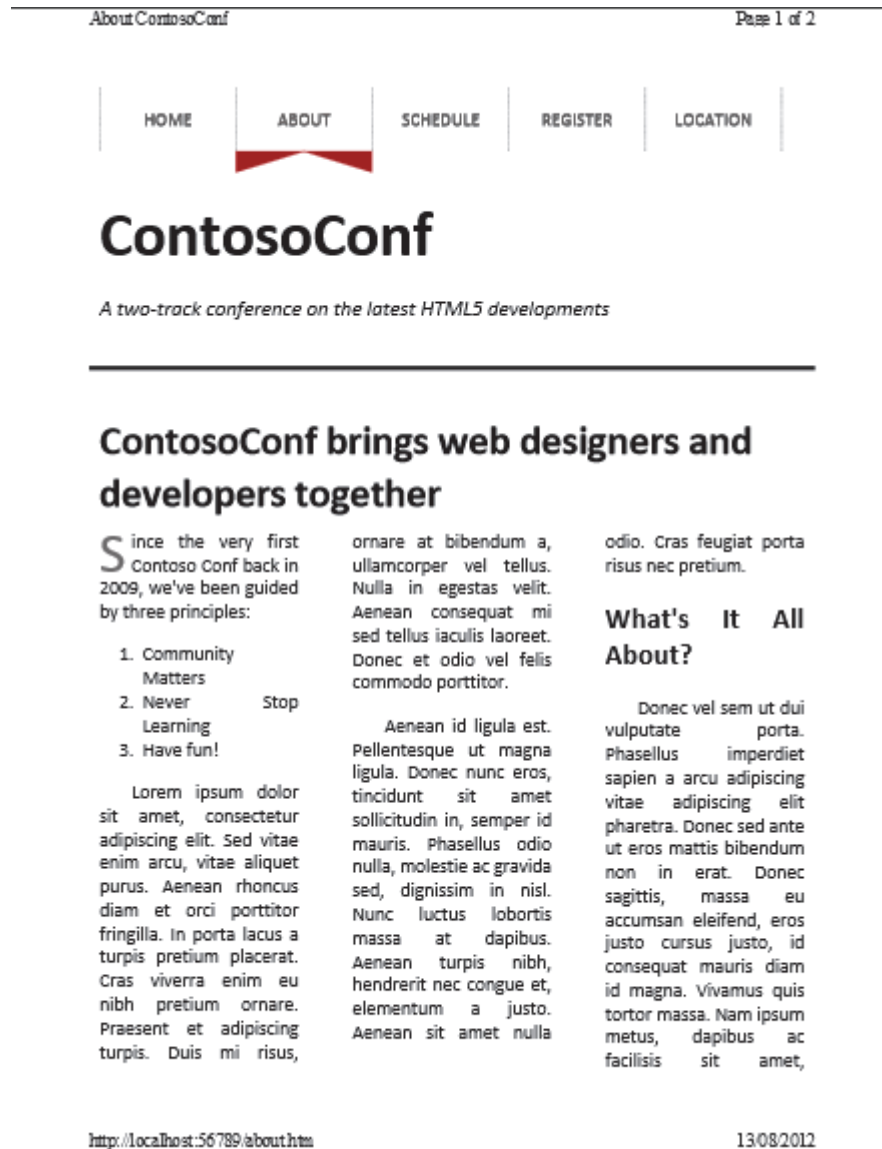 About ContosoConf Page 1 of 2
HOME ABOUT SCHEDULE REGISTER LOCATION
ContosoConf
A two-track conference on the latest HTML5 developments
ContosoConf brings web designers and
developers together
Since the very first
Contoso Conf back in
2009, we've been guided
by three principles:
1. Community
Matters
2. Never Stop
Learning
3. Have fun!
Lorem ipsum dolor
sit amet, consectetur
adipiscing elit. Sed vitae
enim arcu, vitae aliquet
purus. Aenean rhoncus
diam et orci porttitor
fringilla. In porta lacus a
turpis pretium placerat.
Cras viverra enim eu
nibh pretium ornare.
Praesent et adipiscing
turpis. Duis mi risus,
ornare at bibendum a,
ullamcorper vel tellus.
Nulla in egestas velit.
Aenean consequat mi
sed tellus iaculis laoreet.
Donec et odio vel felis
commodo porttitor.
Aenean id ligula est.
Pellentesque ut magna
ligula. Donec nunc eros,
tincidunt sit amet
sollicitudin in, semper id
mauris. Phasellus odio
nulla, molestie ac gravida
sed, dignissim in nisl.
Nunc luctus lobortis
massa at dapibus.
Aenean turpis nibh,
hendrerit nec congue et,
elementum a justo.
Aenean sit amet nulla
odio. Cras feugiat porta
risus nec pretium.
What's It All
About?
Donec vel sem ut dui
vulputate porta.
Phasellus imperdiet
sapien a arcu adipiscing
vitae adipiscing elit
pharetra. Donec sed ante
ut eros mattis bibendum
non in erat. Donec
sagittis, massa eu
accumsan eleifend, eros
justo cursus justo, id
consequat mauris diam
id magna. Vivamus quis
tortor massa. Nam ipsum
metus, dapibus ac
facilisis sit amet,
http://localhost:56789/about.htm 13/08/2012